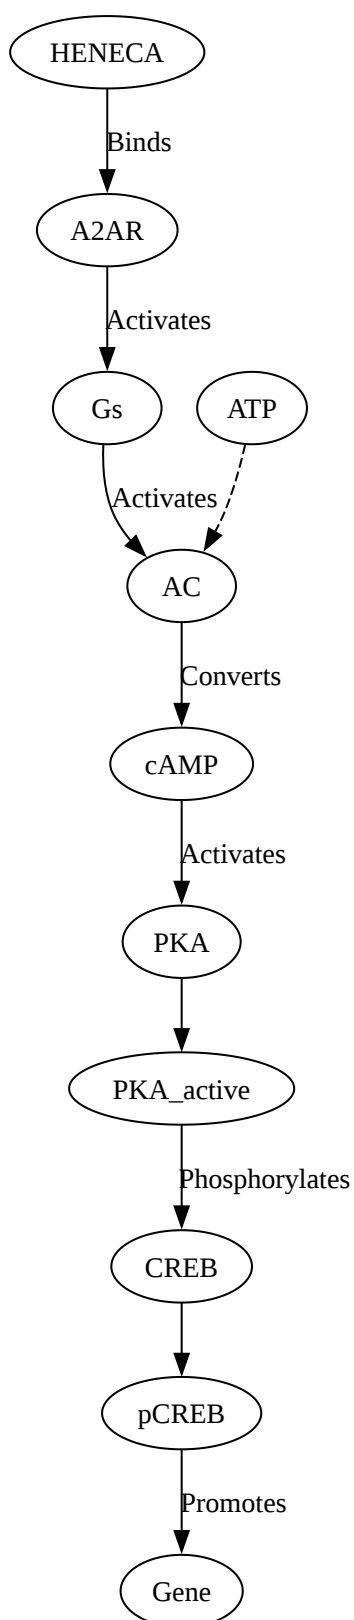 HENECA
Binds
A2AR
Activates
Gs
ATP
Activates
AC
Converts
cAMP
Activates
PKA
PKA_active
Phosphorylates
CREB
pCREB
Promotes
Gene